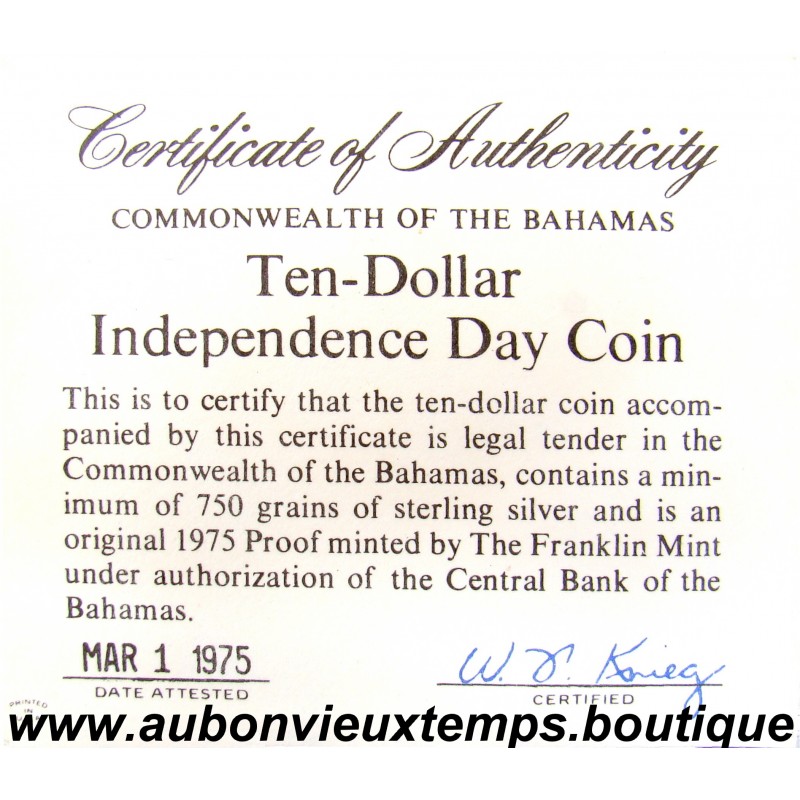 Certificate of Authenticity
COMMONWEALTH OF THE BAHAMAS
Ten-Dollar
Independence Day Coin
This is to certify that the ten-dollar coin accom-
panied by this certificate is legal tender in the
Commonwealth of the Bahamas, contains a min-
imum of 750 grains of sterling silver and is an
original 1975 Proof minted by The Franklin Mint
under authorization of the Central Bank of the
Bahamas.
MAR 1 1975
DATE ATTESTED
CERTIFIED
PRINTED
IN
www.aubonvieuxtemps.boutique